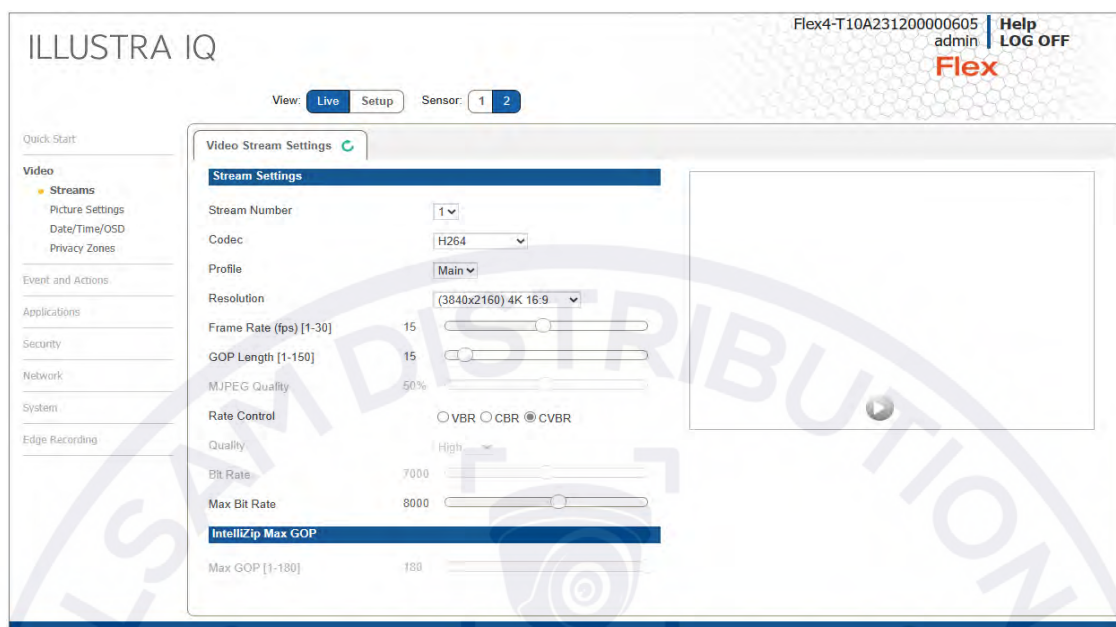 ILLUSTRA IQ
Flex4-T10A231200000605 Help
admin LOG OFF
Flex
View: Live Setup Sensor: 1 2
Quick Start
Video
Streams
Picture Settings
Date/Time/OSD
Privacy Zones
Event and Actions
Applications
Security
Network
System
Edge Recording
Video Stream Settings
Stream Settings
Stream Number 1
Codec H264
Profile Main
Resolution (3840x2160) 4K 16:9
Frame Rate (fps) [1-30] 15
GOP Length [1-150] 15
MJPEG Quality 50%
Rate Control VBR CBR CVBR
Quality High
Bit Rate 7000
Max Bit Rate 8000
IntelliZip Max GOP
Max GOP [1-180] 180
LSAM DISTRIBUTION